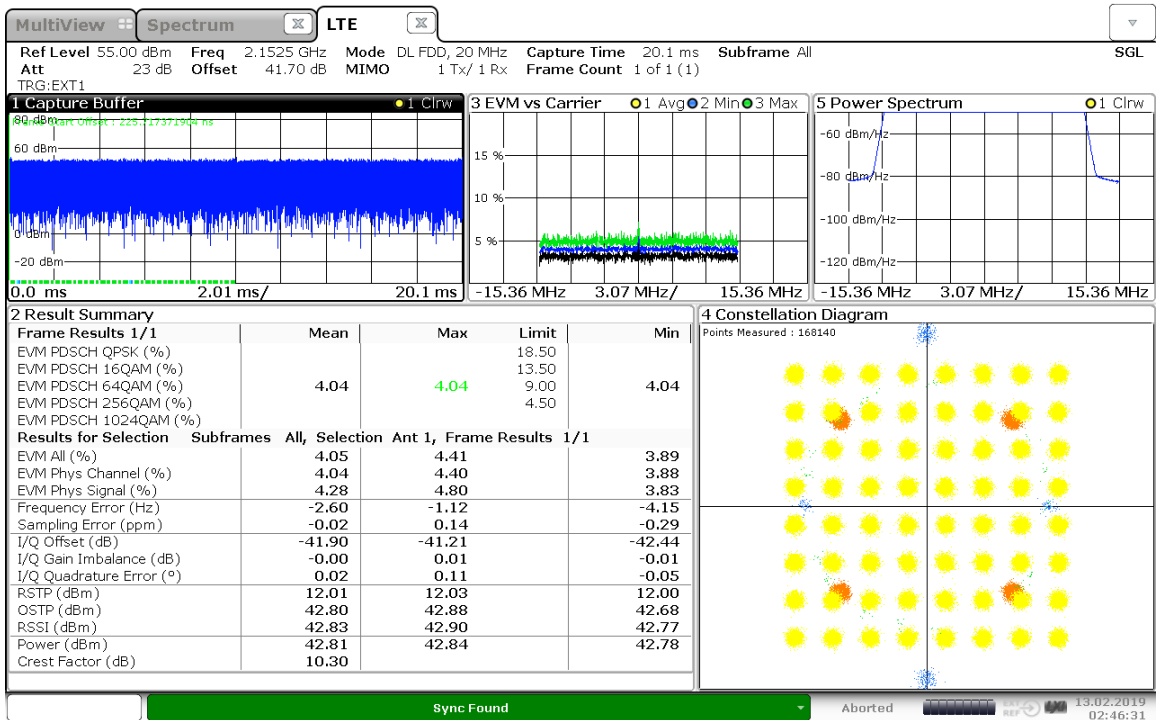 MultiView Spectrum LTE
Ref Level 55.00 dBm Freq 2.1525 GHz Mode DL FDD, 20 MHz Capture Time 20.1 ms Subframe All SGL
Att 23 dB Offset 41.70 dB MIMO 1 Tx/ 1 Rx Frame Count 1 of 1 (1)
TRG:EXT1
1 Capture Buffer 1 Clrw
80 dBm
Frame Start Offset : 225.717371904 ns
60 dBm
0 dBm
-20 dBm
0.0 ms 2.01 ms/ 20.1 ms
3 EVM vs Carrier 1 Avg 2 Min 3 Max
15 %
10 %
5 %
-15.36 MHz 3.07 MHz/ 15.36 MHz
5 Power Spectrum 1 Clrw
-60 dBm/Hz
-80 dBm/Hz
-100 dBm/Hz
-120 dBm/Hz
-15.36 MHz 3.07 MHz/ 15.36 MHz
2 Result Summary
Frame Results 1/1 Mean Max Limit Min
EVM PDSCH QPSK (%) 18.50
EVM PDSCH 16QAM (%) 13.50
EVM PDSCH 64QAM (%) 4.04 4.04 9.00 4.04
EVM PDSCH 256QAM (%) 4.50
EVM PDSCH 1024QAM (%)
Results for Selection Subframes All, Selection Ant 1, Frame Results 1/1
EVM All (%) 4.05 4.41 3.89
EVM Phys Channel (%) 4.04 4.40 3.88
EVM Phys Signal (%) 4.28 4.80 3.83
Frequency Error (Hz) -2.60 -1.12 -4.15
Sampling Error (ppm) -0.02 0.14 -0.29
I/Q Offset (dB) -41.90 -41.21 -42.44
I/Q Gain Imbalance (dB) -0.00 0.01 -0.01
I/Q Quadrature Error (°) 0.02 0.11 -0.05
RSTP (dBm) 12.01 12.03 12.00
OSTP (dBm) 42.80 42.88 42.68
RSSI (dBm) 42.83 42.90 42.77
Power (dBm) 42.81 42.84 42.78
Crest Factor (dB) 10.30
4 Constellation Diagram
Points Measured : 168140
Sync Found
Aborted
EXT
REF
LXI
13.02.2019
02:46:31